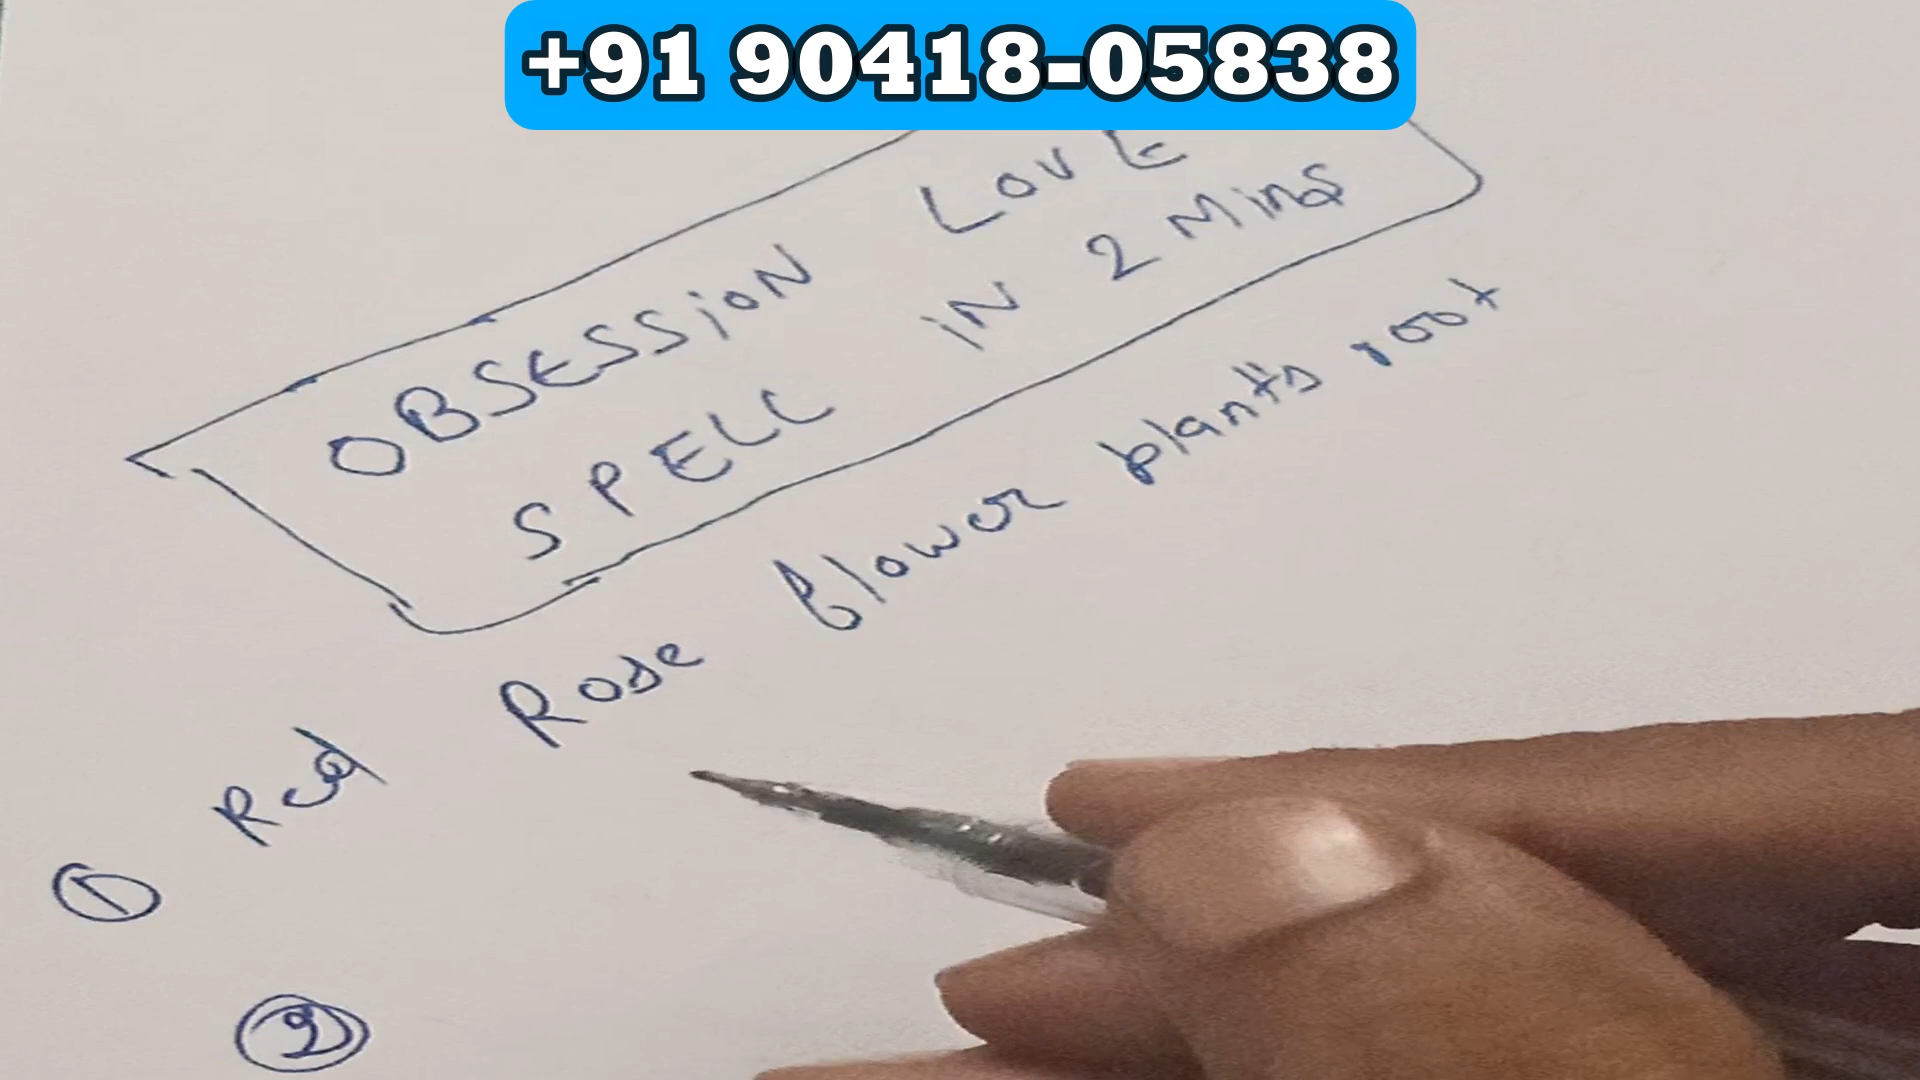 +91 90418-05838
OBSESSiON LOVE
SPELL iN 2 Mins
① Red Rose flower plants root
②